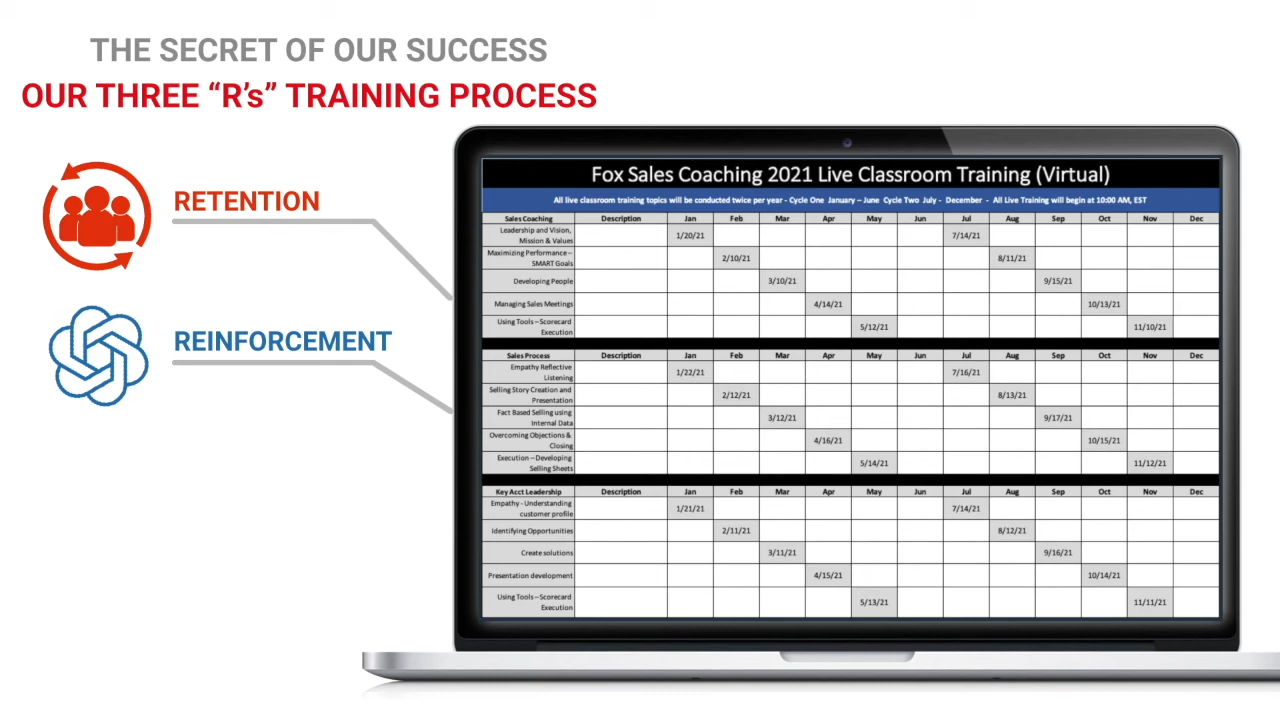 THE SECRET OF OUR SUCCESS
OUR THREE “R’s” TRAINING PROCESS
RETENTION
REINFORCEMENT
Fox Sales Coaching 2021 Live Classroom Training (Virtual)
All live classroom training topics will be conducted twice per year - Cycle One January – June Cycle Two July - December - All Live Training will begin at 10:00 AM, EST
Sales Coaching Description Jan Feb Mar Apr May Jun Jul Aug Sep Oct Nov Dec
Leadership and Vision,
Mission & Values 1/20/21 7/14/21
Maximizing Performance –
SMART Goals 2/10/21 8/11/21
Developing People 3/10/21 9/15/21
Managing Sales Meetings 4/14/21 10/13/21
Using Tools – Scorecard
Execution 5/12/21 11/10/21
Sales Process Description Jan Feb Mar Apr May Jun Jul Aug Sep Oct Nov Dec
Empathy Reflective
Listening 1/22/21 7/16/21
Selling Story Creation and
Presentation 2/12/21 8/13/21
Fact Based Selling using
Internal Data 3/12/21 9/17/21
Overcoming Objections &
Closing 4/16/21 10/15/21
Execution – Developing
Selling Sheets 5/14/21 11/12/21
Key Acct Leadership Description Jan Feb Mar Apr May Jun Jul Aug Sep Oct Nov Dec
Empathy - Understanding
customer profile 1/21/21 7/14/21
Identifying Opportunities 2/11/21 8/12/21
Create solutions 3/11/21 9/16/21
Presentation development 4/15/21 10/14/21
Using Tools – Scorecard
Execution 5/13/21 11/11/21